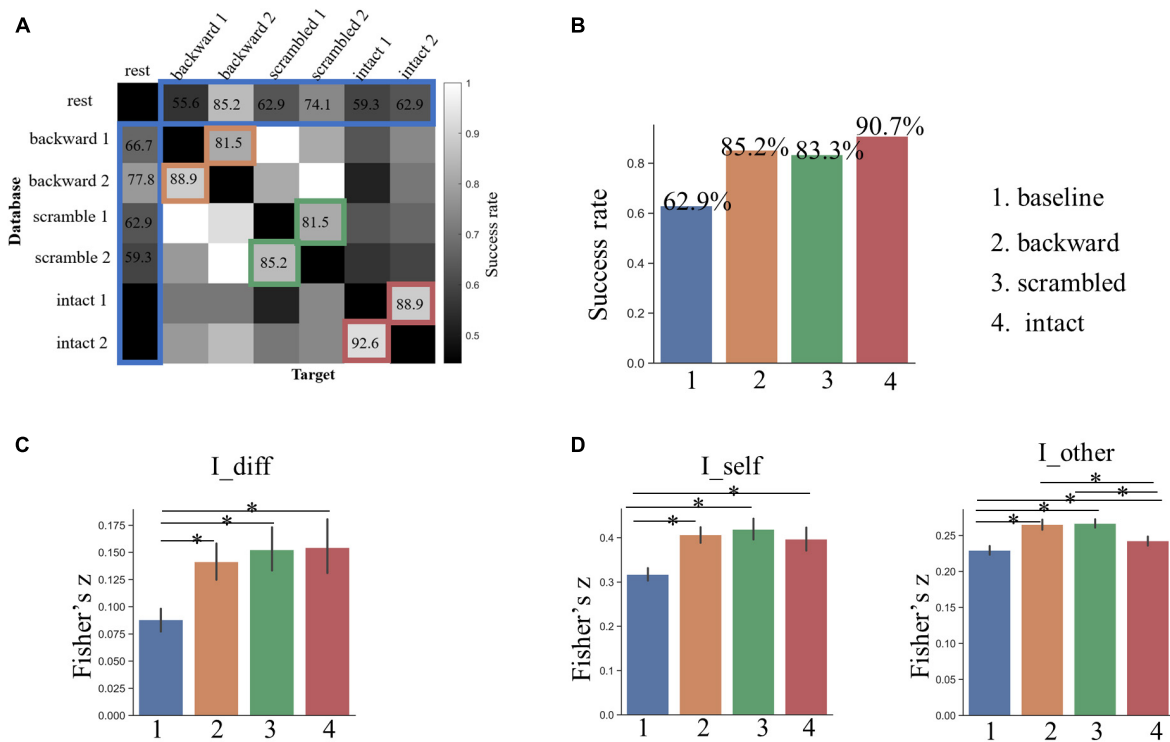 A
rest
backward 1
backward 2
scrambled 1
scrambled 2
intact 1
intact 2
Database
rest
55.6 85.2 62.9 74.1 59.3 62.9
backward 1
66.7 81.5
backward 2
77.8 88.9
scramble 1
62.9 81.5
scramble 2
59.3 85.2
intact 1
88.9
intact 2
92.6
Target
1
0.9
0.8
0.7
0.6
0.5
Success rate
B
Success rate
0.8
0.6
0.4
0.2
0.0
62.9% 85.2% 83.3% 90.7%
1 2 3 4
1. baseline
2. backward
3. scrambled
4. intact
C
I_diff
Fisher's z
0.175
0.150
0.125
0.100
0.075
0.050
0.025
0.000
*
*
*
1 2 3 4
D
I_self
Fisher's z
0.4
0.3
0.2
0.1
0.0
*
*
*
1 2 3 4
I_other
Fisher's z
0.25
0.20
0.15
0.10
0.05
0.00
*
*
*
*
*
1 2 3 4